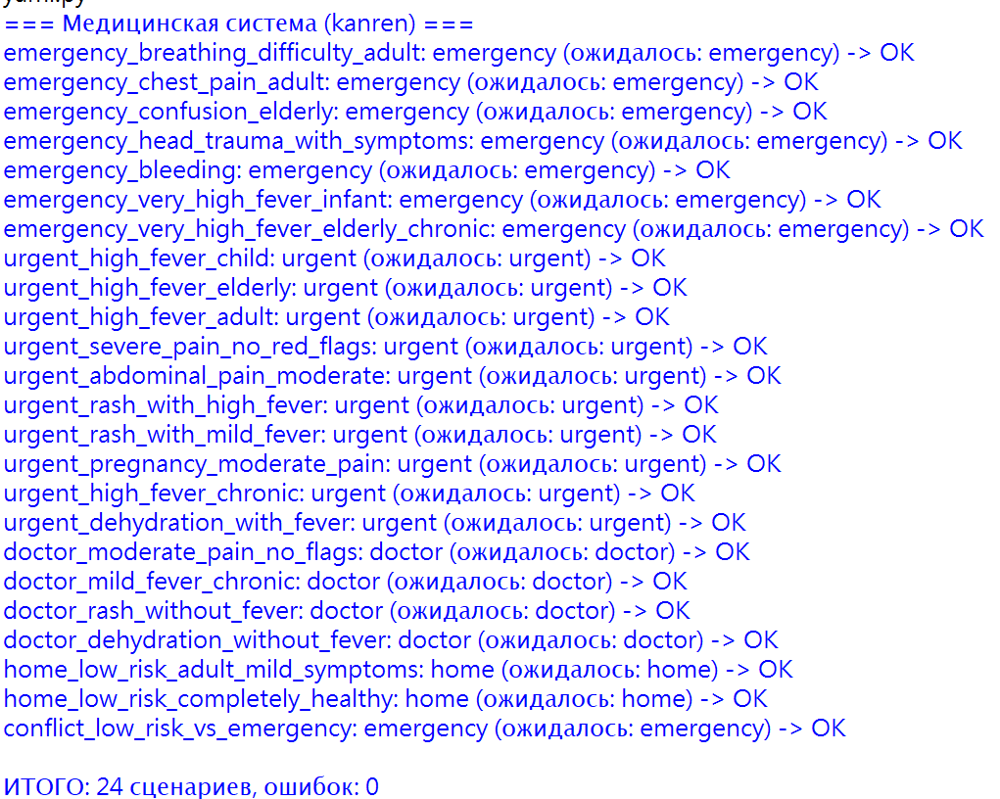 === Медицинская система (kanren) ===
emergency_breathing_difficulty_adult: emergency (ожидалось: emergency) -> OK
emergency_chest_pain_adult: emergency (ожидалось: emergency) -> OK
emergency_confusion_elderly: emergency (ожидалось: emergency) -> OK
emergency_head_trauma_with_symptoms: emergency (ожидалось: emergency) -> OK
emergency_bleeding: emergency (ожидалось: emergency) -> OK
emergency_very_high_fever_infant: emergency (ожидалось: emergency) -> OK
emergency_very_high_fever_elderly_chronic: emergency (ожидалось: emergency) -> OK
urgent_high_fever_child: urgent (ожидалось: urgent) -> OK
urgent_high_fever_elderly: urgent (ожидалось: urgent) -> OK
urgent_high_fever_adult: urgent (ожидалось: urgent) -> OK
urgent_severe_pain_no_red_flags: urgent (ожидалось: urgent) -> OK
urgent_abdominal_pain_moderate: urgent (ожидалось: urgent) -> OK
urgent_rash_with_high_fever: urgent (ожидалось: urgent) -> OK
urgent_rash_with_mild_fever: urgent (ожидалось: urgent) -> OK
urgent_pregnancy_moderate_pain: urgent (ожидалось: urgent) -> OK
urgent_high_fever_chronic: urgent (ожидалось: urgent) -> OK
urgent_dehydration_with_fever: urgent (ожидалось: urgent) -> OK
doctor_moderate_pain_no_flags: doctor (ожидалось: doctor) -> OK
doctor_mild_fever_chronic: doctor (ожидалось: doctor) -> OK
doctor_rash_without_fever: doctor (ожидалось: doctor) -> OK
doctor_dehydration_without_fever: doctor (ожидалось: doctor) -> OK
home_low_risk_adult_mild_symptoms: home (ожидалось: home) -> OK
home_low_risk_completely_healthy: home (ожидалось: home) -> OK
conflict_low_risk_vs_emergency: emergency (ожидалось: emergency) -> OK
ИТОГО: 24 сценариев, ошибок: 0